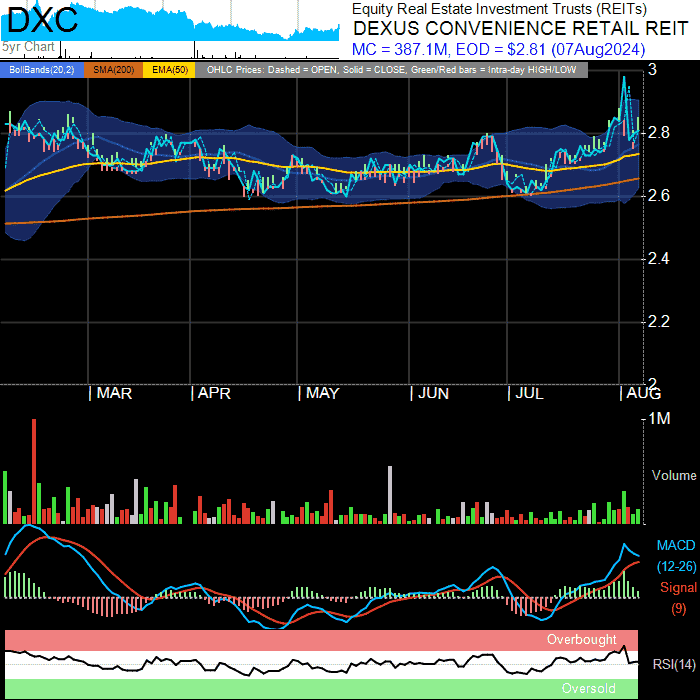 DXC
5yr Chart
Equity Real Estate Investment Trusts (REITs)
DEXUS CONVENIENCE RETAIL REIT
MC = 387.1M, EOD = $2.81 (07Aug2024)
BollBands(20,2) SMA(200) EMA(50) OHLC Prices: Dashed = OPEN, Solid = CLOSE, Green/Red bars = Intra-day HIGH/LOW
3
2.8
2.6
2.4
2.2
2
MAR APR MAY JUN JUL AUG
1M
Volume
MACD
(12-26)
Signal
(9)
Overbought
RSI(14)
Oversold